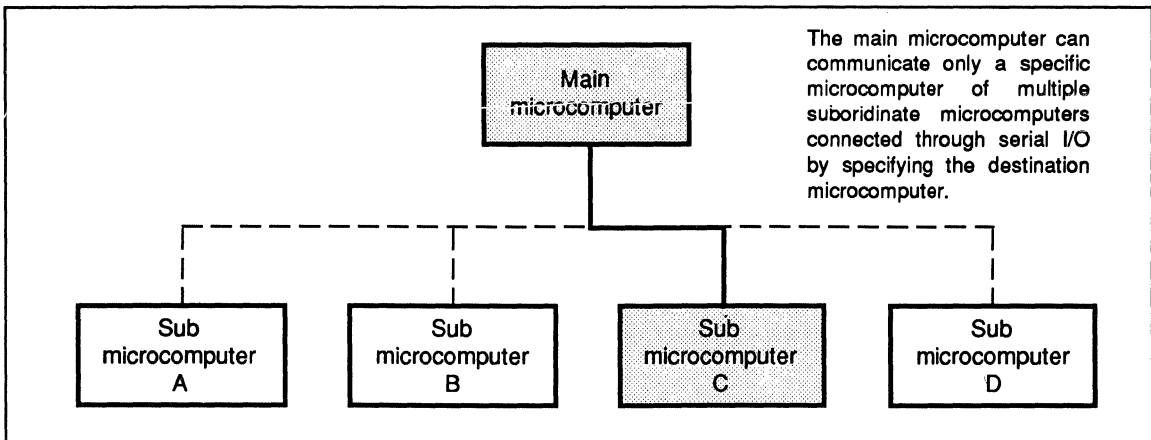 Main
microcomputer
The main microcomputer can
communicate only a specific
microcomputer of multiple
suboridinate microcomputers
connected through serial I/O
by specifying the destination
microcomputer.
Sub
microcomputer
A
Sub
microcomputer
B
Sub
microcomputer
C
Sub
microcomputer
D